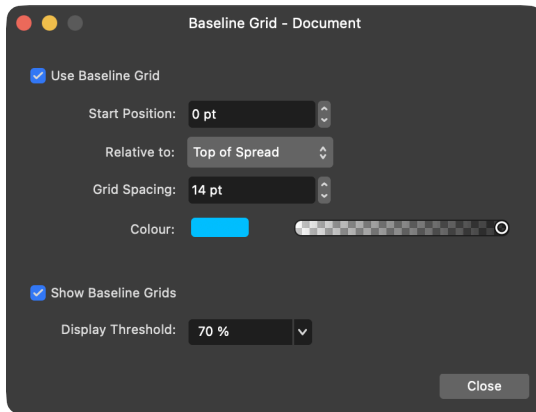 Baseline Grid - Document
Use Baseline Grid
Start Position: 0 pt
Relative to: Top of Spread
Grid Spacing: 14 pt
Colour:
Show Baseline Grids
Display Threshold: 70 %
Close